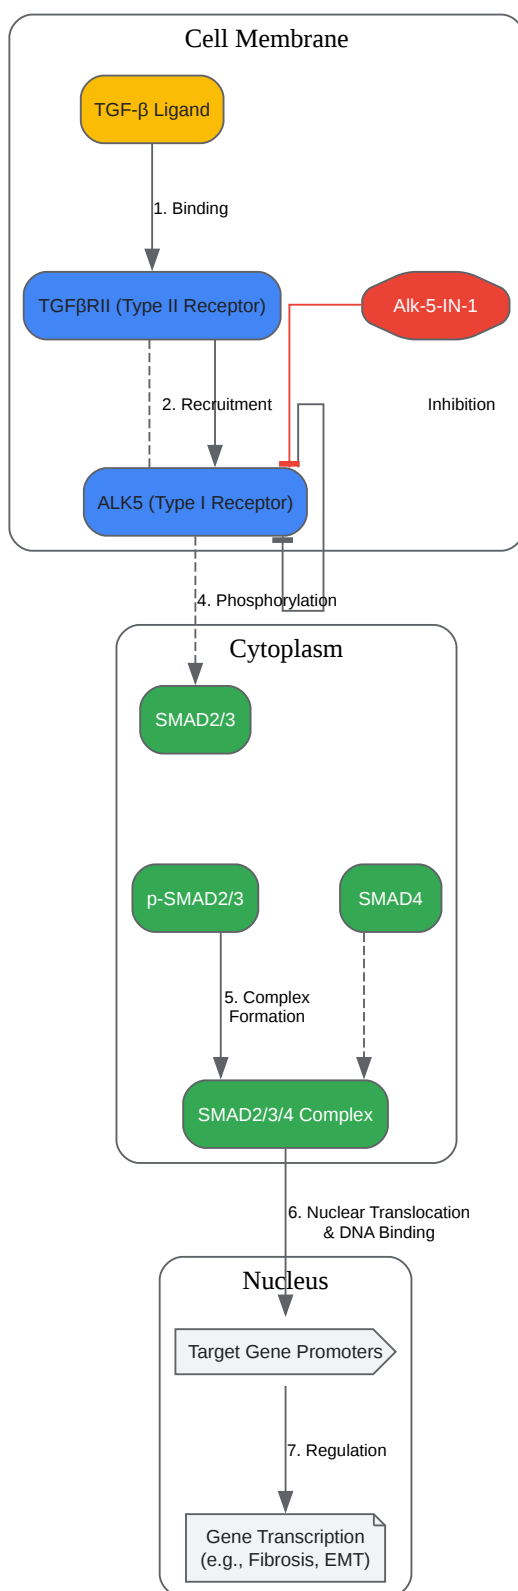 Cell Membrane
TGF-β Ligand
1. Binding
TGFβRII (Type II Receptor)
Alk-5-IN-1
2. Recruitment
Inhibition
ALK5 (Type I Receptor)
4. Phosphorylation
Cytoplasm
SMAD2/3
p-SMAD2/3
SMAD4
5. Complex
Formation
SMAD2/3/4 Complex
6. Nuclear Translocation
& DNA Binding
Nucleus
Target Gene Promoters
7. Regulation
Gene Transcription
(e.g., Fibrosis, EMT)